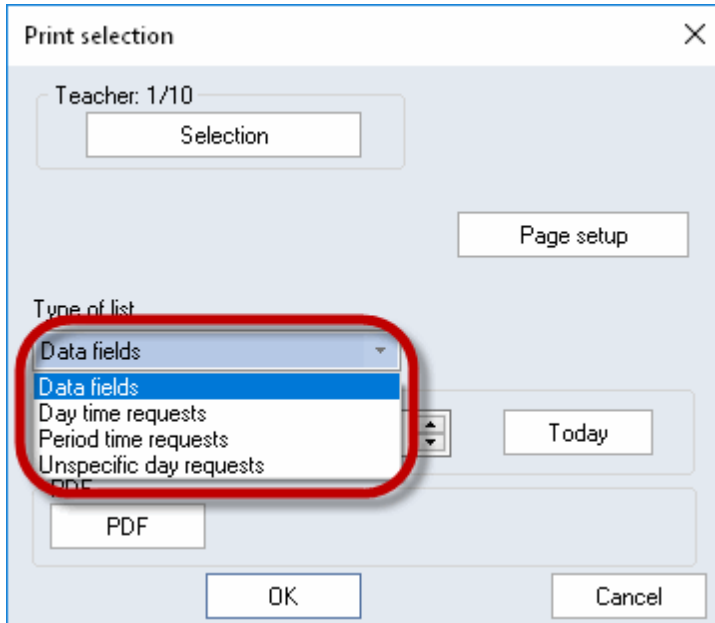 Print selection
Teacher: 1/10
Selection
Page setup
Type of list
Data fields
Data fields
Day time requests
Period time requests
Unspecific day requests
Today
PDF
PDF
OK
Cancel